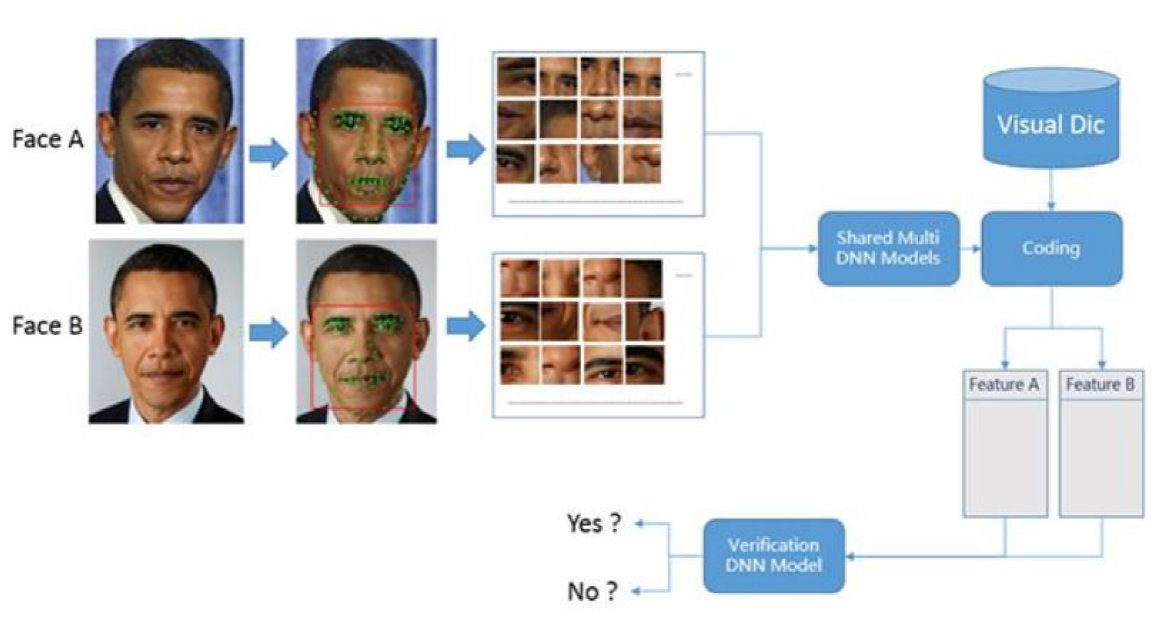 Face A
Visual Dic
Shared Multi
DNN Models
Coding
Face B
Feature A
Feature B
Yes ?
Verification
DNN Model
No ?